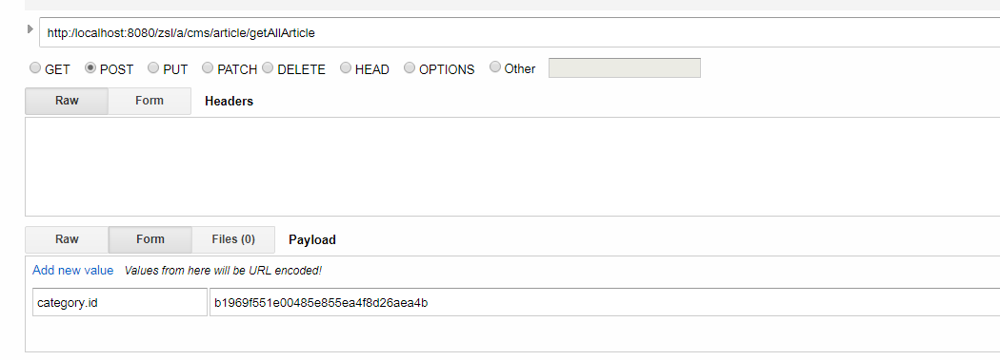 http:/localhost:8080/zsl/a/cms/article/getAllArticle
GET POST PUT PATCH DELETE HEAD OPTIONS Other
Raw Form Headers
Raw Form Files (0) Payload
Add new value Values from here will be URL encoded!
category.id b1969f551e00485e855ea4f8d26aea4b